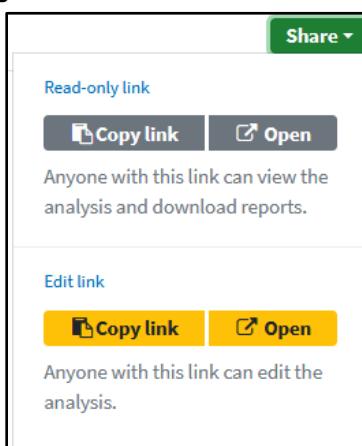 Share
Read-only link
Copy link Open
Anyone with this link can view the
analysis and download reports.
Edit link
Copy link Open
Anyone with this link can edit the
analysis.